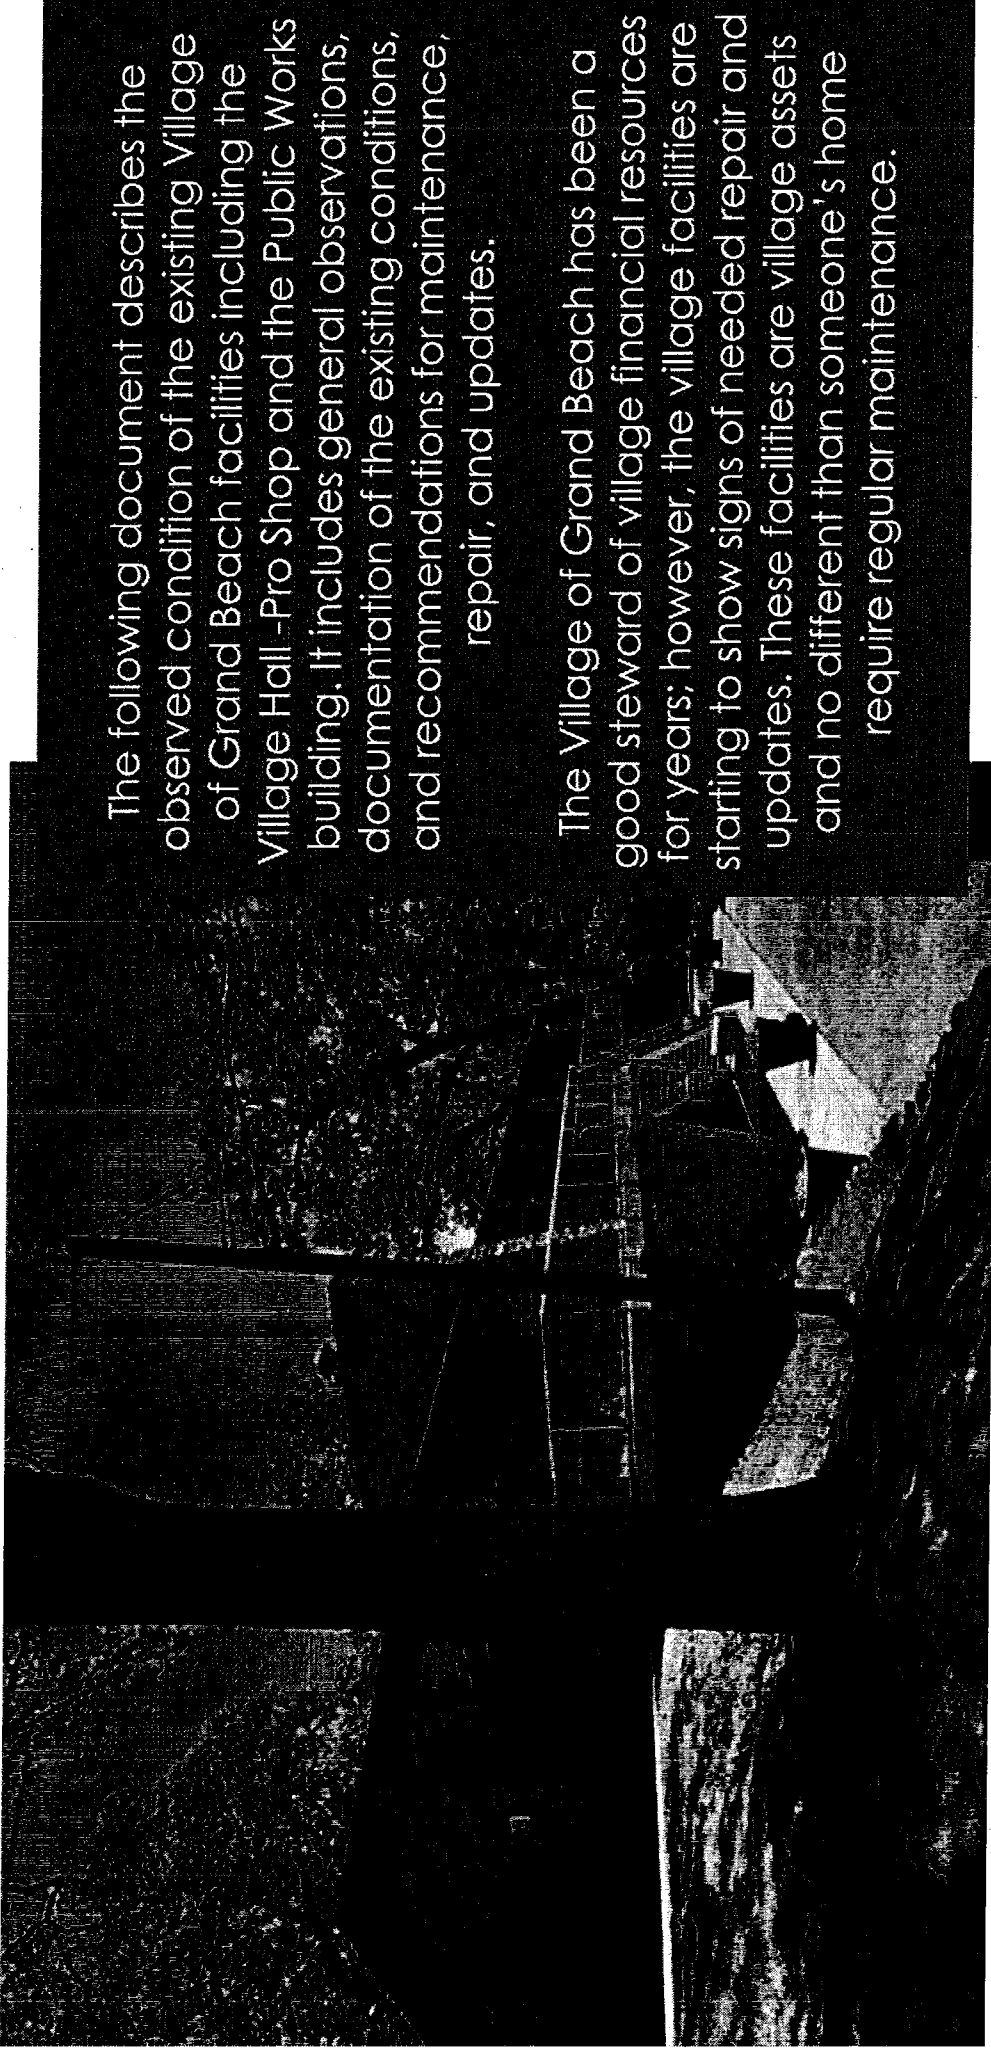 The following document describes the
observed condition of the existing Village
of Grand Beach facilities including the
Village Hall-Pro Shop and the Public Works
building. It includes general observations,
documentation of the existing conditions,
and recommendations for maintenance,
repair, and updates.
The Village of Grand Beach has been a
good steward of village financial resources
for years; however, the village facilities are
starting to show signs of needed repair and
updates. These facilities are village assets
and no different than someone's home
require regular maintenance.